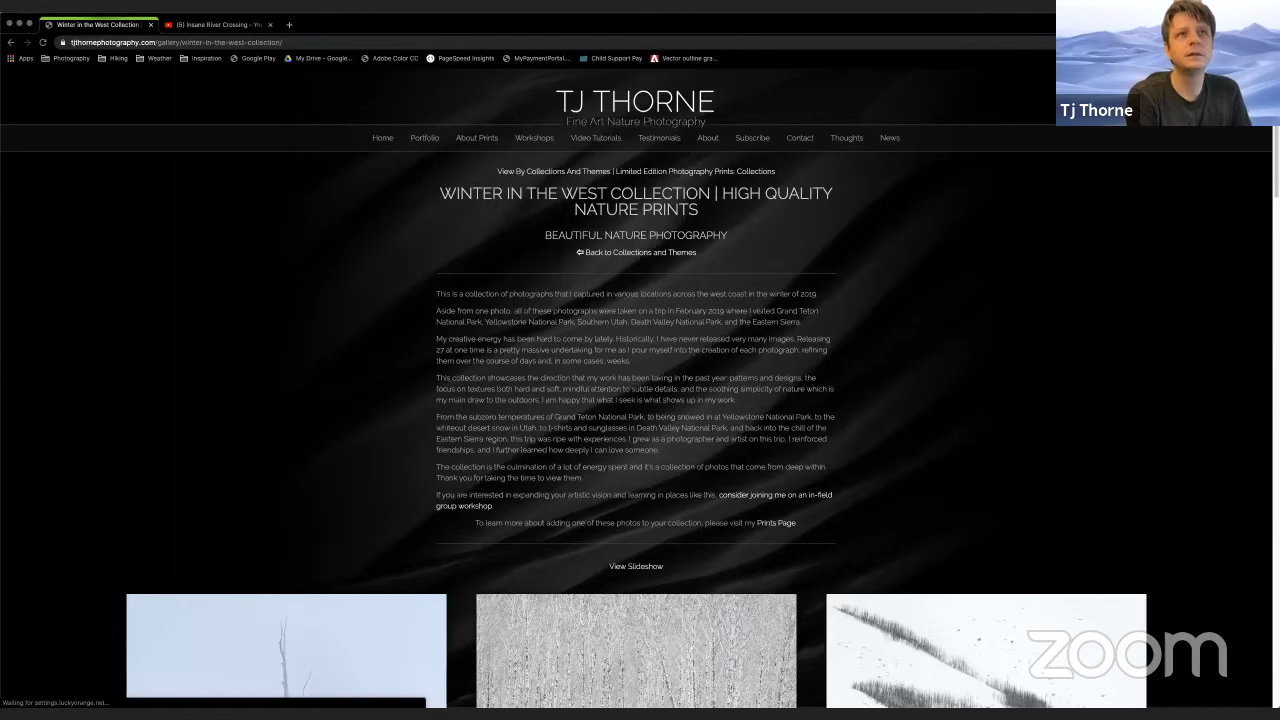 Winter in the West Collection
(5) Insane River Crossing - Yo
tjthornephotography.com/gallery/winter-in-the-west-collection/
Apps Photography Hiking Weather Inspiration Google Play My Drive - Google... Adobe Color CC PageSpeed Insights MyPaymentPortal.... Child Support Pay Vector outline gra...
Tj Thorne
TJ THORNE
Fine Art Nature Photography
Home Portfolio About Prints Workshops Video Tutorials Testimonials About Subscribe Contact Thoughts News
View By Collections And Themes | Limited Edition Photography Prints: Collections
WINTER IN THE WEST COLLECTION | HIGH QUALITY
NATURE PRINTS
BEAUTIFUL NATURE PHOTOGRAPHY
Back to Collections and Themes
This is a collection of photographs that I captured in various locations across the west coast in the winter of 2019.
Aside from one photo, all of these photographs were taken on a trip in February 2019 where I visited Grand Teton
National Park, Yellowstone National Park, Southern Utah, Death Valley National Park, and the Eastern Sierra.
My creative energy has been hard to come by lately. Historically, I have never released very many images. Releasing
27 at one time is a pretty massive undertaking for me as I pour myself into the creation of each photograph, refining
them over the course of days and, in some cases, weeks.
This collection showcases the direction that my work has been taking in the past year: patterns and designs, the
focus on textures both hard and soft, mindful attention to subtle details, and the soothing simplicity of nature which is
my main draw to the outdoors. I am happy that what I seek is what shows up in my work.
From the subzero temperatures of Grand Teton National Park, to being snowed in at Yellowstone National Park, to the
whiteout desert snow in Utah, to t-shirts and sunglasses in Death Valley National Park, and back into the chill of the
Eastern Sierra region, this trip was ripe with experiences. I grew as a photographer and artist on this trip, I reinforced
friendships, and I further learned how deeply I can love someone.
The collection is the culmination of a lot of energy spent and it's a collection of photos that come from deep within.
Thank you for taking the time to view them.
If you are interested in expanding your artistic vision and learning in places like this, consider joining me on an in-field
group workshop.
To learn more about adding one of these photos to your collection, please visit my Prints Page.
View Slideshow
zoom
Waiting for settings.luckyorange.net...